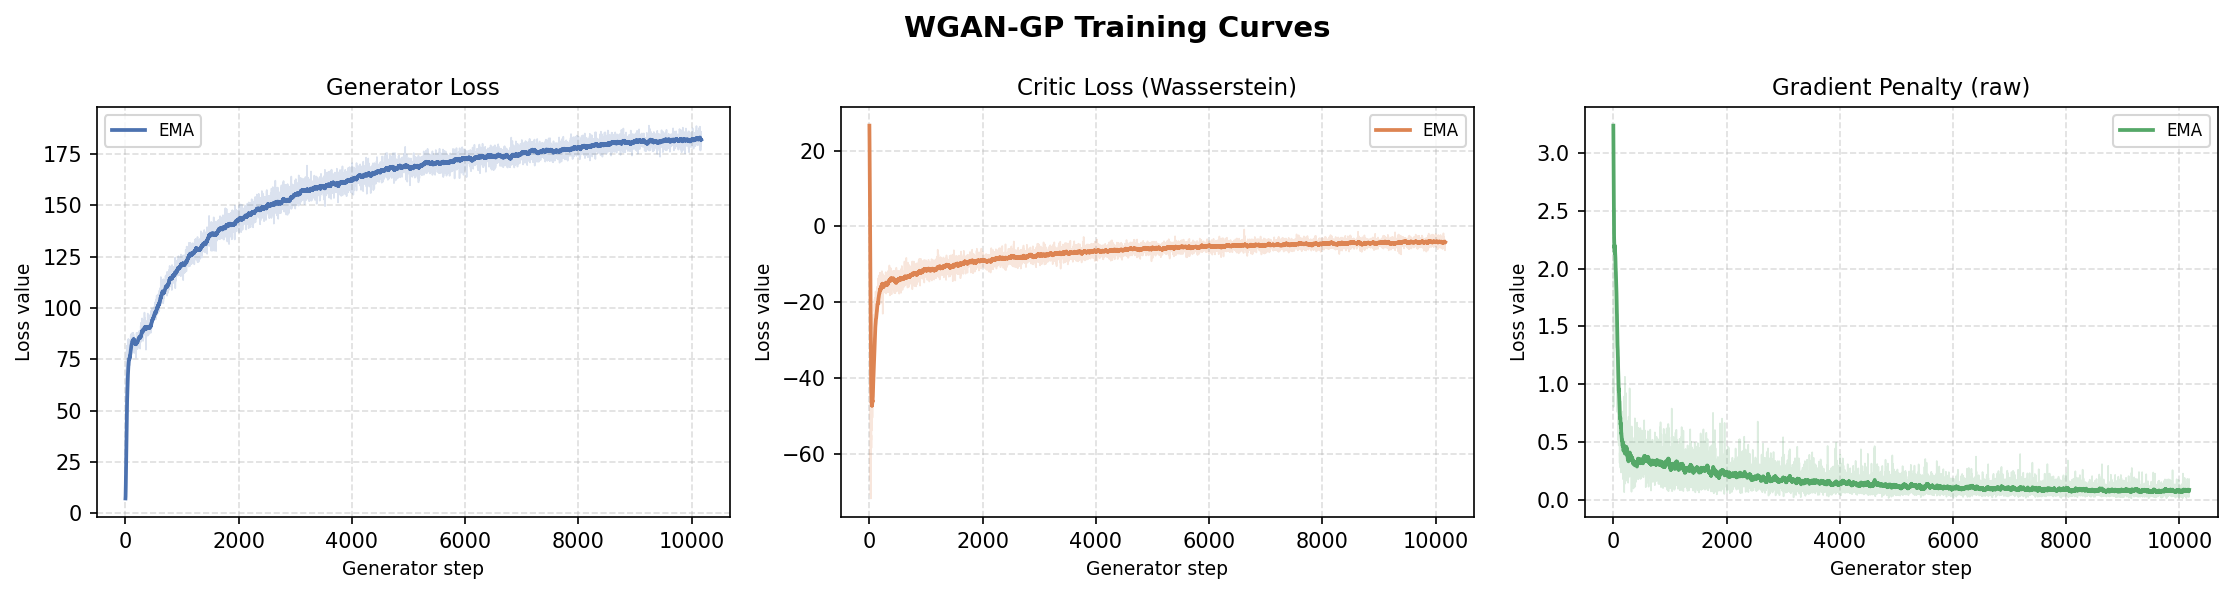 WGAN-GP Training Curves
Generator Loss
EMA
175
150
125
100
75
50
25
0
Loss value
0 2000 4000 6000 8000 10000
Generator step
Critic Loss (Wasserstein)
EMA
20
0
−20
−40
−60
Loss value
0 2000 4000 6000 8000 10000
Generator step
Gradient Penalty (raw)
EMA
3.0
2.5
2.0
1.5
1.0
0.5
0.0
Loss value
0 2000 4000 6000 8000 10000
Generator step